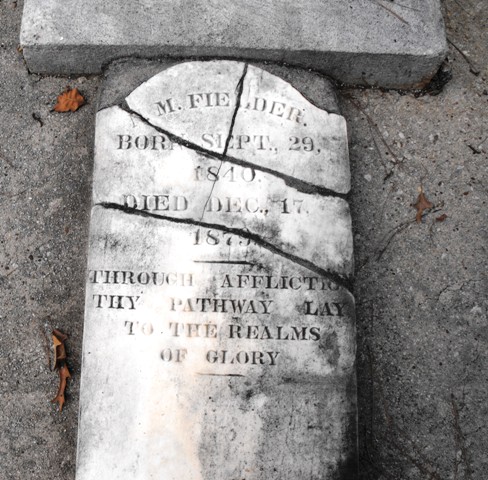 M. FIELDER.
BORN SEPT., 29,
1840.
DIED DEC., 17,
THROUGH AFFLICTION
THY PATHWAY LAY
TO THE REALMS
OF GLORY